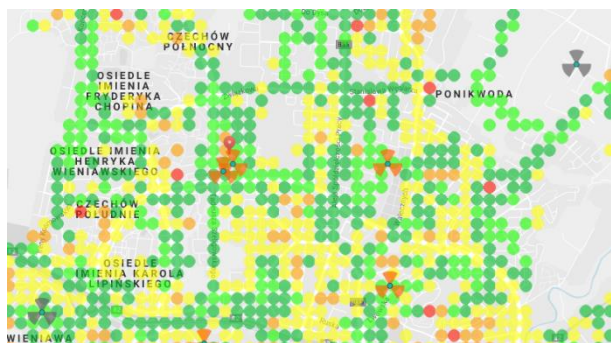 CZECHÓW
PÓŁNOCNY
OSIEDLE
IMIENIA
FRYDERYKA
CHOPINA
PONIKWODA
OSIEDLE IMIENIA
HENRYKA
WIENIAWSKIEGO
CZECHÓW
POŁUDNIE
OSIEDLE
IMIENIA KAROLA
LIPIŃSKIEGO
WIENIAWA